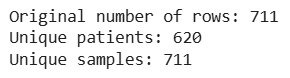 Original number of rows: 711
Unique patients: 620
Unique samples: 711